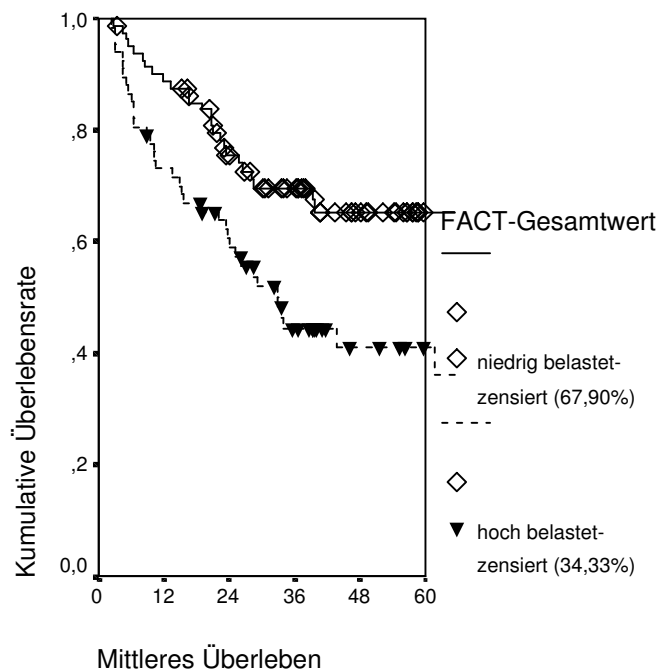 1,0
,8
,6
,4
,2
0,0
Kumulative Überlebensrate
0 12 24 36 48 60
Mittleres Überleben
FACT-Gesamtwert
niedrig belastet-
zensiert (67,90%)
hoch belastet-
zensiert (34,33%)